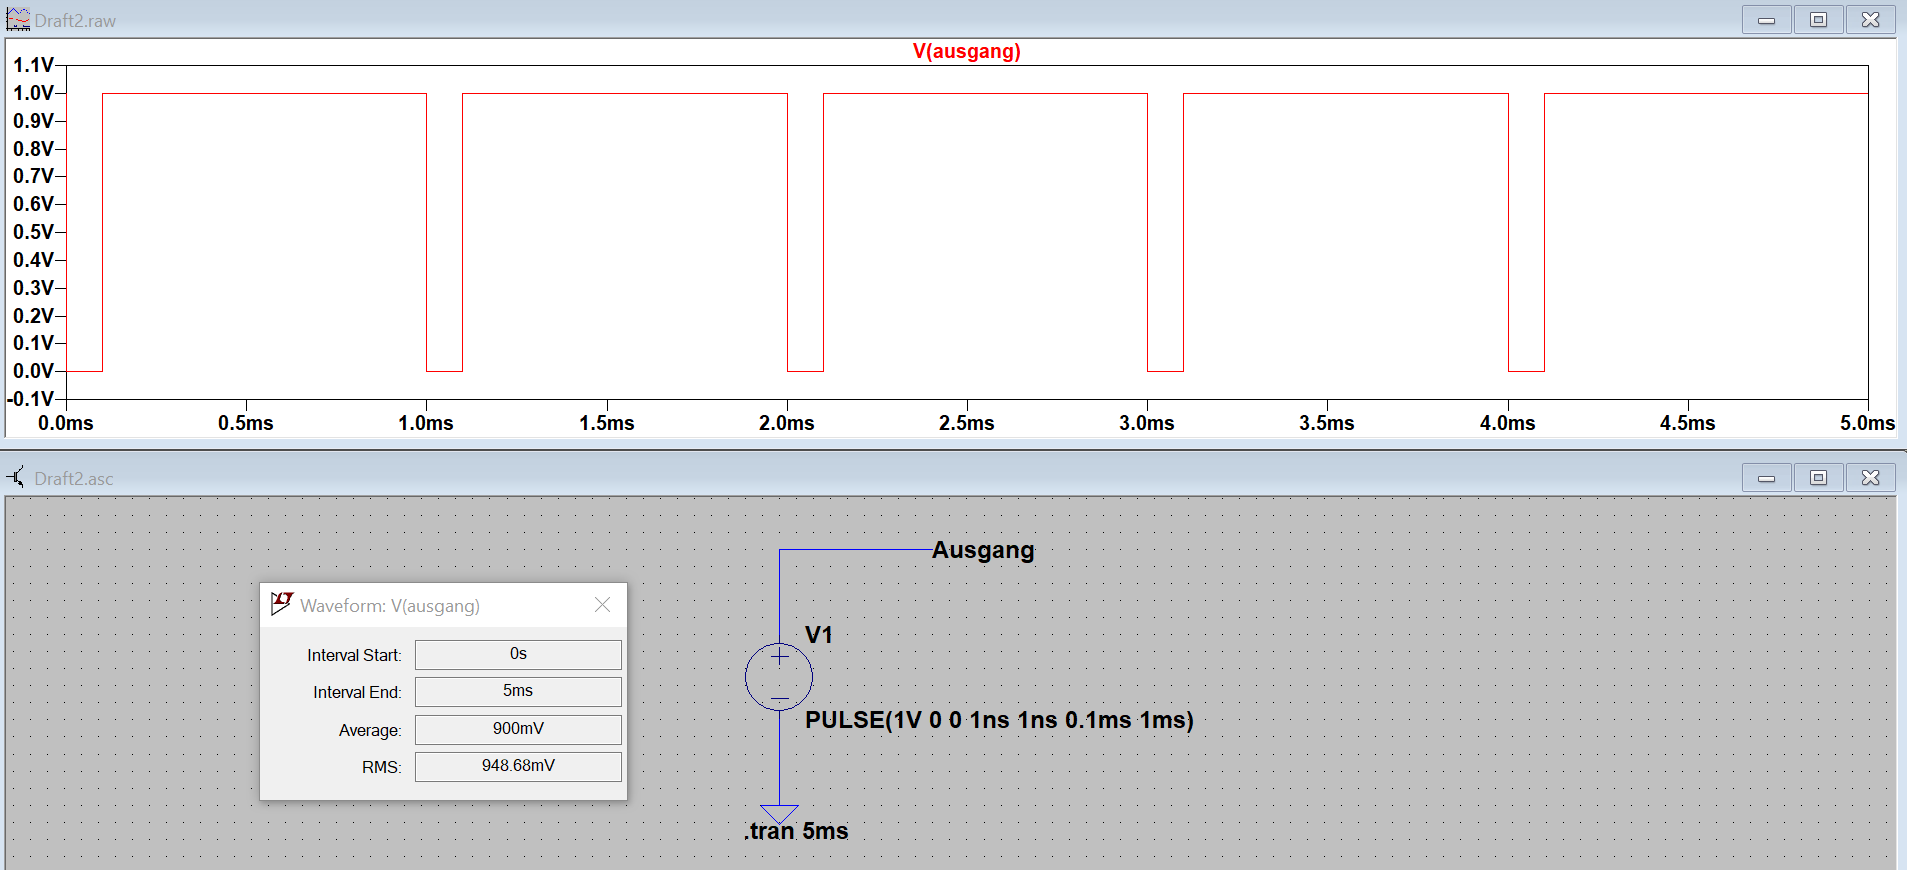 Draft2.raw
V(ausgang)
1.1V
1.0V
0.9V
0.8V
0.7V
0.6V
0.5V
0.4V
0.3V
0.2V
0.1V
0.0V
-0.1V
0.0ms 0.5ms 1.0ms 1.5ms 2.0ms 2.5ms 3.0ms 3.5ms 4.0ms 4.5ms 5.0ms
Draft2.asc
Ausgang
V1
PULSE(1V 0 0 1ns 1ns 0.1ms 1ms)
.tran 5ms
Waveform: V(ausgang)
Interval Start: 0s
Interval End: 5ms
Average: 900mV
RMS: 948.68mV